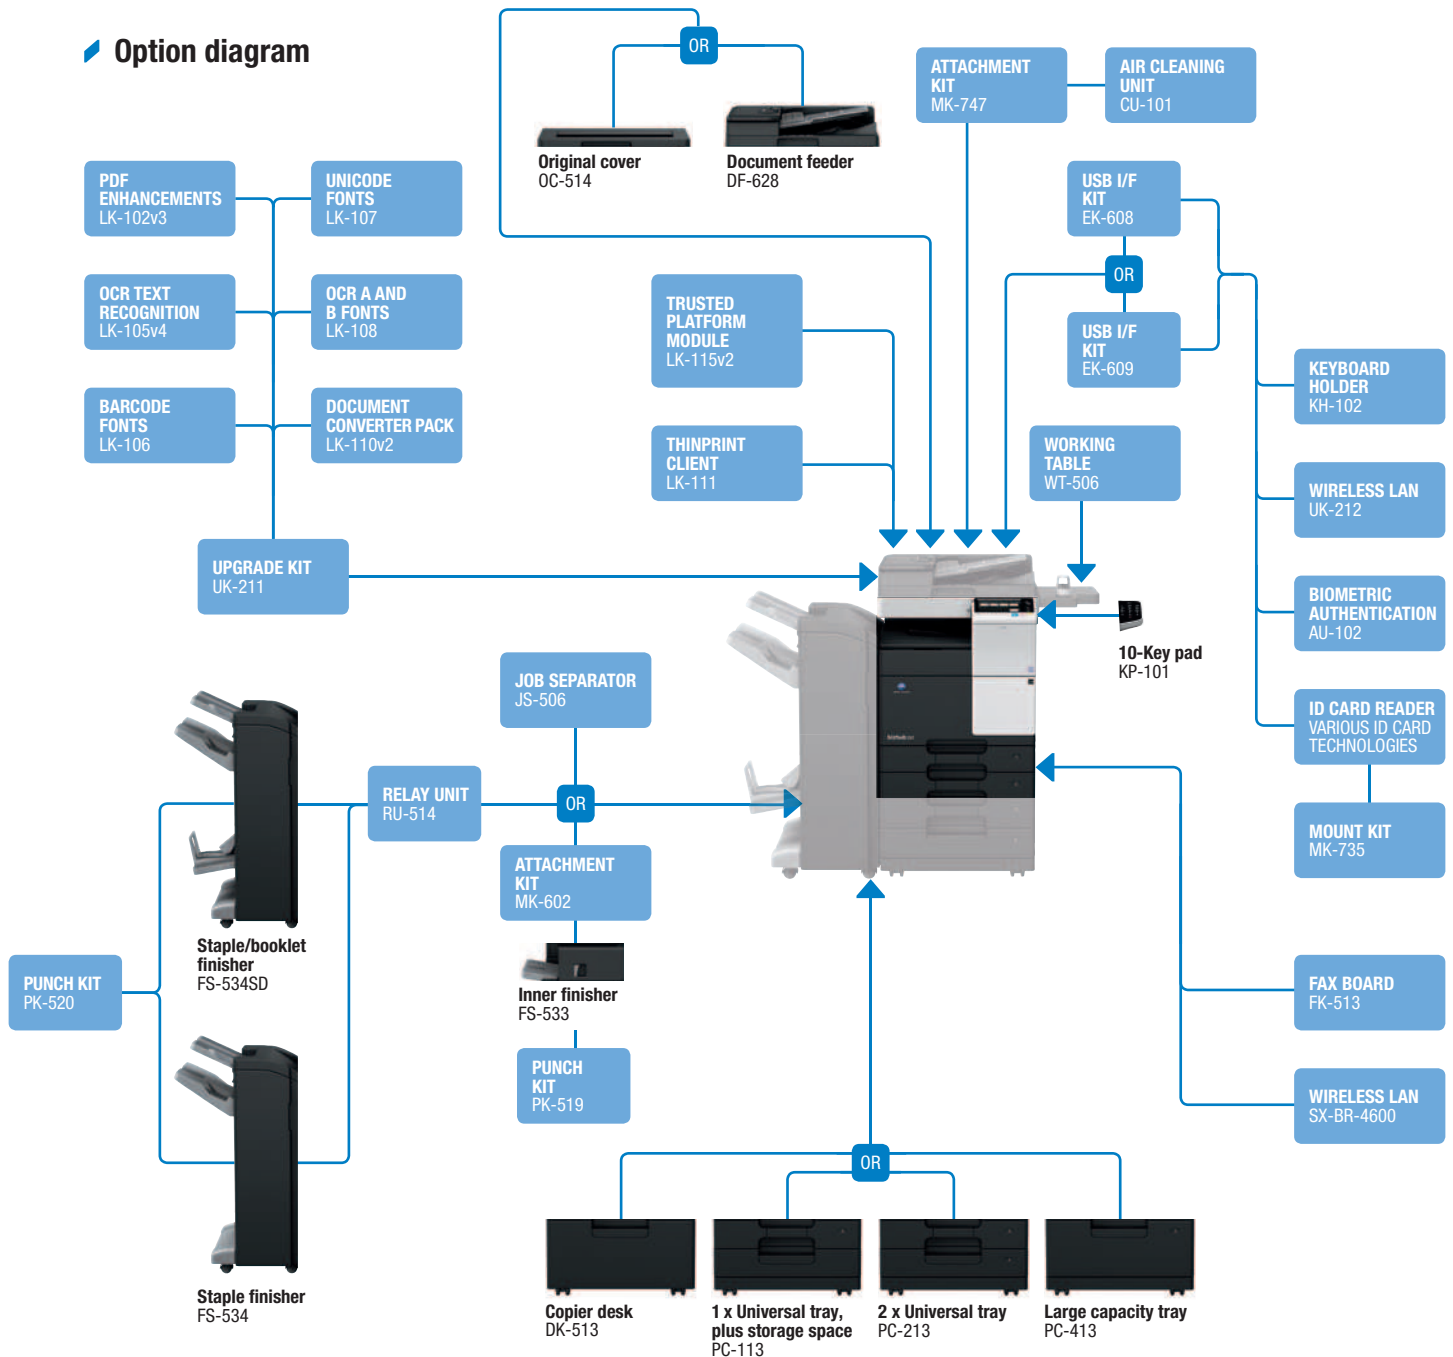 Option diagram
OR
Original cover
OC-514
Document feeder
DF-628
ATTACHMENT
KIT
MK-747
AIR CLEANING
UNIT
CU-101
PDF
ENHANCEMENTS
LK-102v3
UNICODE
FONTS
LK-107
USB I/F
KIT
EK-608
OR
USB I/F
KIT
EK-609
OCR TEXT
RECOGNITION
LK-105v4
OCR A AND
B FONTS
LK-108
TRUSTED
PLATFORM
MODULE
LK-115v2
KEYBOARD
HOLDER
KH-102
BARCODE
FONTS
LK-106
DOCUMENT
CONVERTER PACK
LK-110v2
THINPRINT
CLIENT
LK-111
WORKING
TABLE
WT-506
WIRELESS LAN
UK-212
UPGRADE KIT
UK-211
BIOMETRIC
AUTHENTICATION
AU-102
10-Key pad
KP-101
JOB SEPARATOR
JS-506
ID CARD READER
VARIOUS ID CARD
TECHNOLOGIES
RELAY UNIT
RU-514
OR
MOUNT KIT
MK-735
ATTACHMENT
KIT
MK-602
Staple/booklet
finisher
FS-534SD
PUNCH KIT
PK-520
Inner finisher
FS-533
FAX BOARD
FK-513
PUNCH
KIT
PK-519
WIRELESS LAN
SX-BR-4600
OR
Staple finisher
FS-534
Copier desk
DK-513
1 x Universal tray,
plus storage space
PC-113
2 x Universal tray
PC-213
Large capacity tray
PC-413